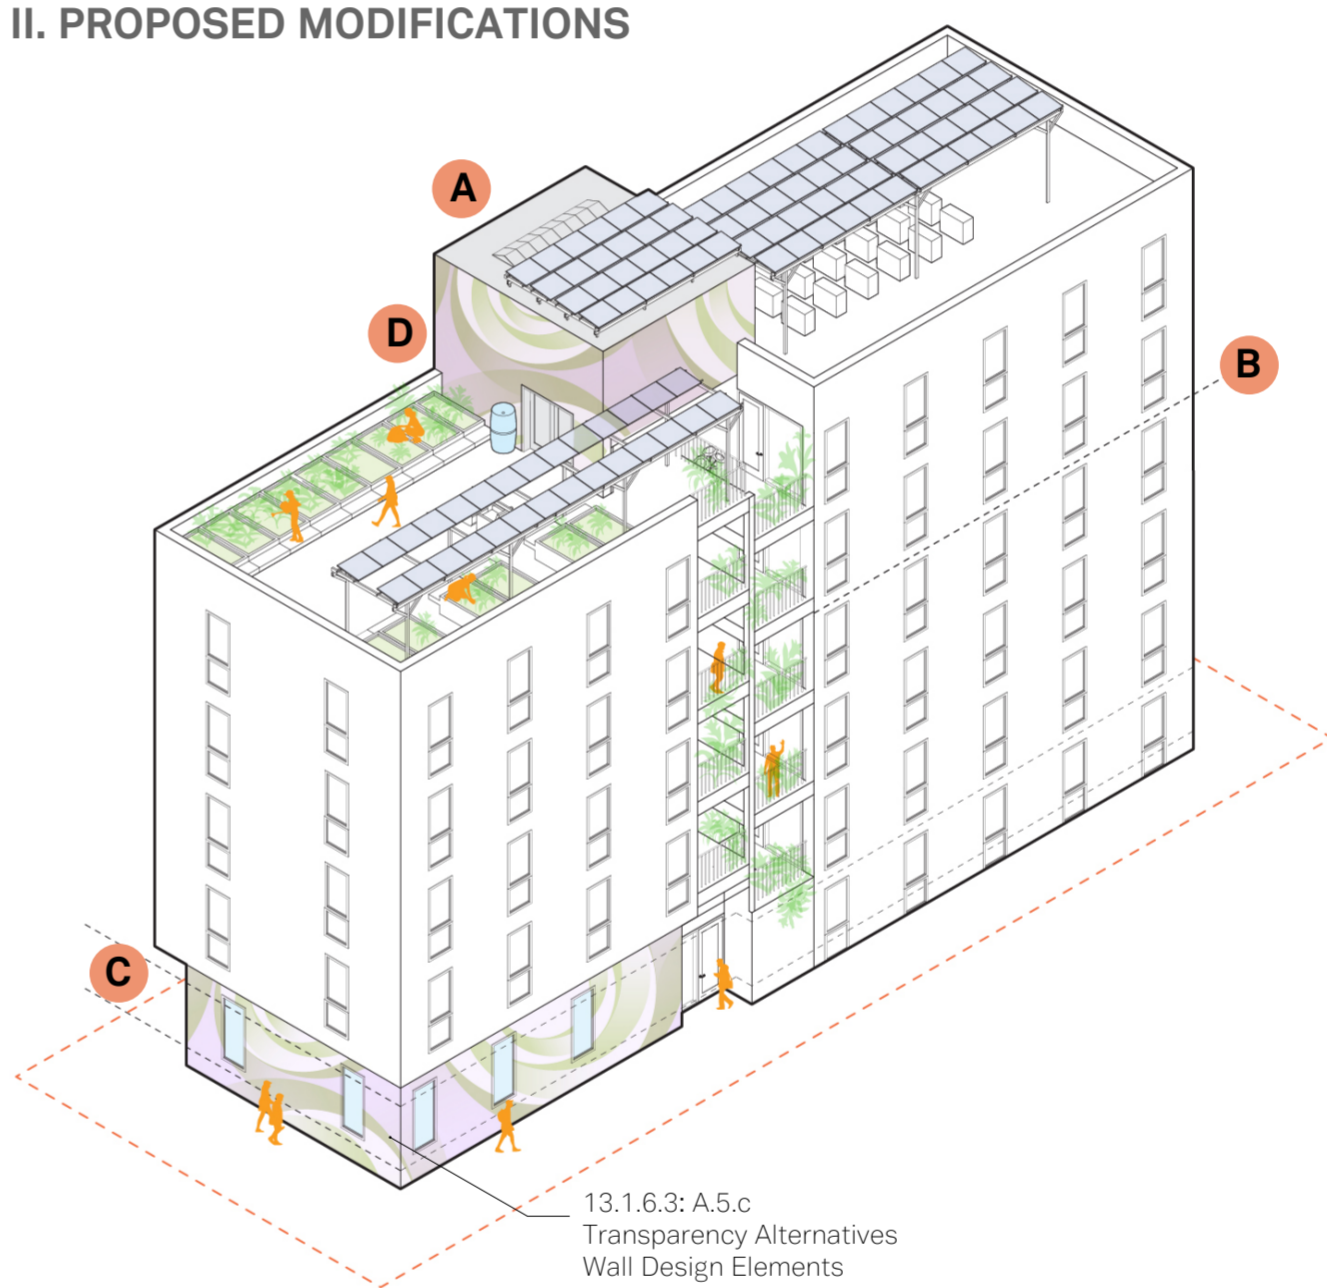 II. PROPOSED MODIFICATIONS
A
D
B
C
13.1.6.3: A.5.c
Transparency Alternatives
Wall Design Elements